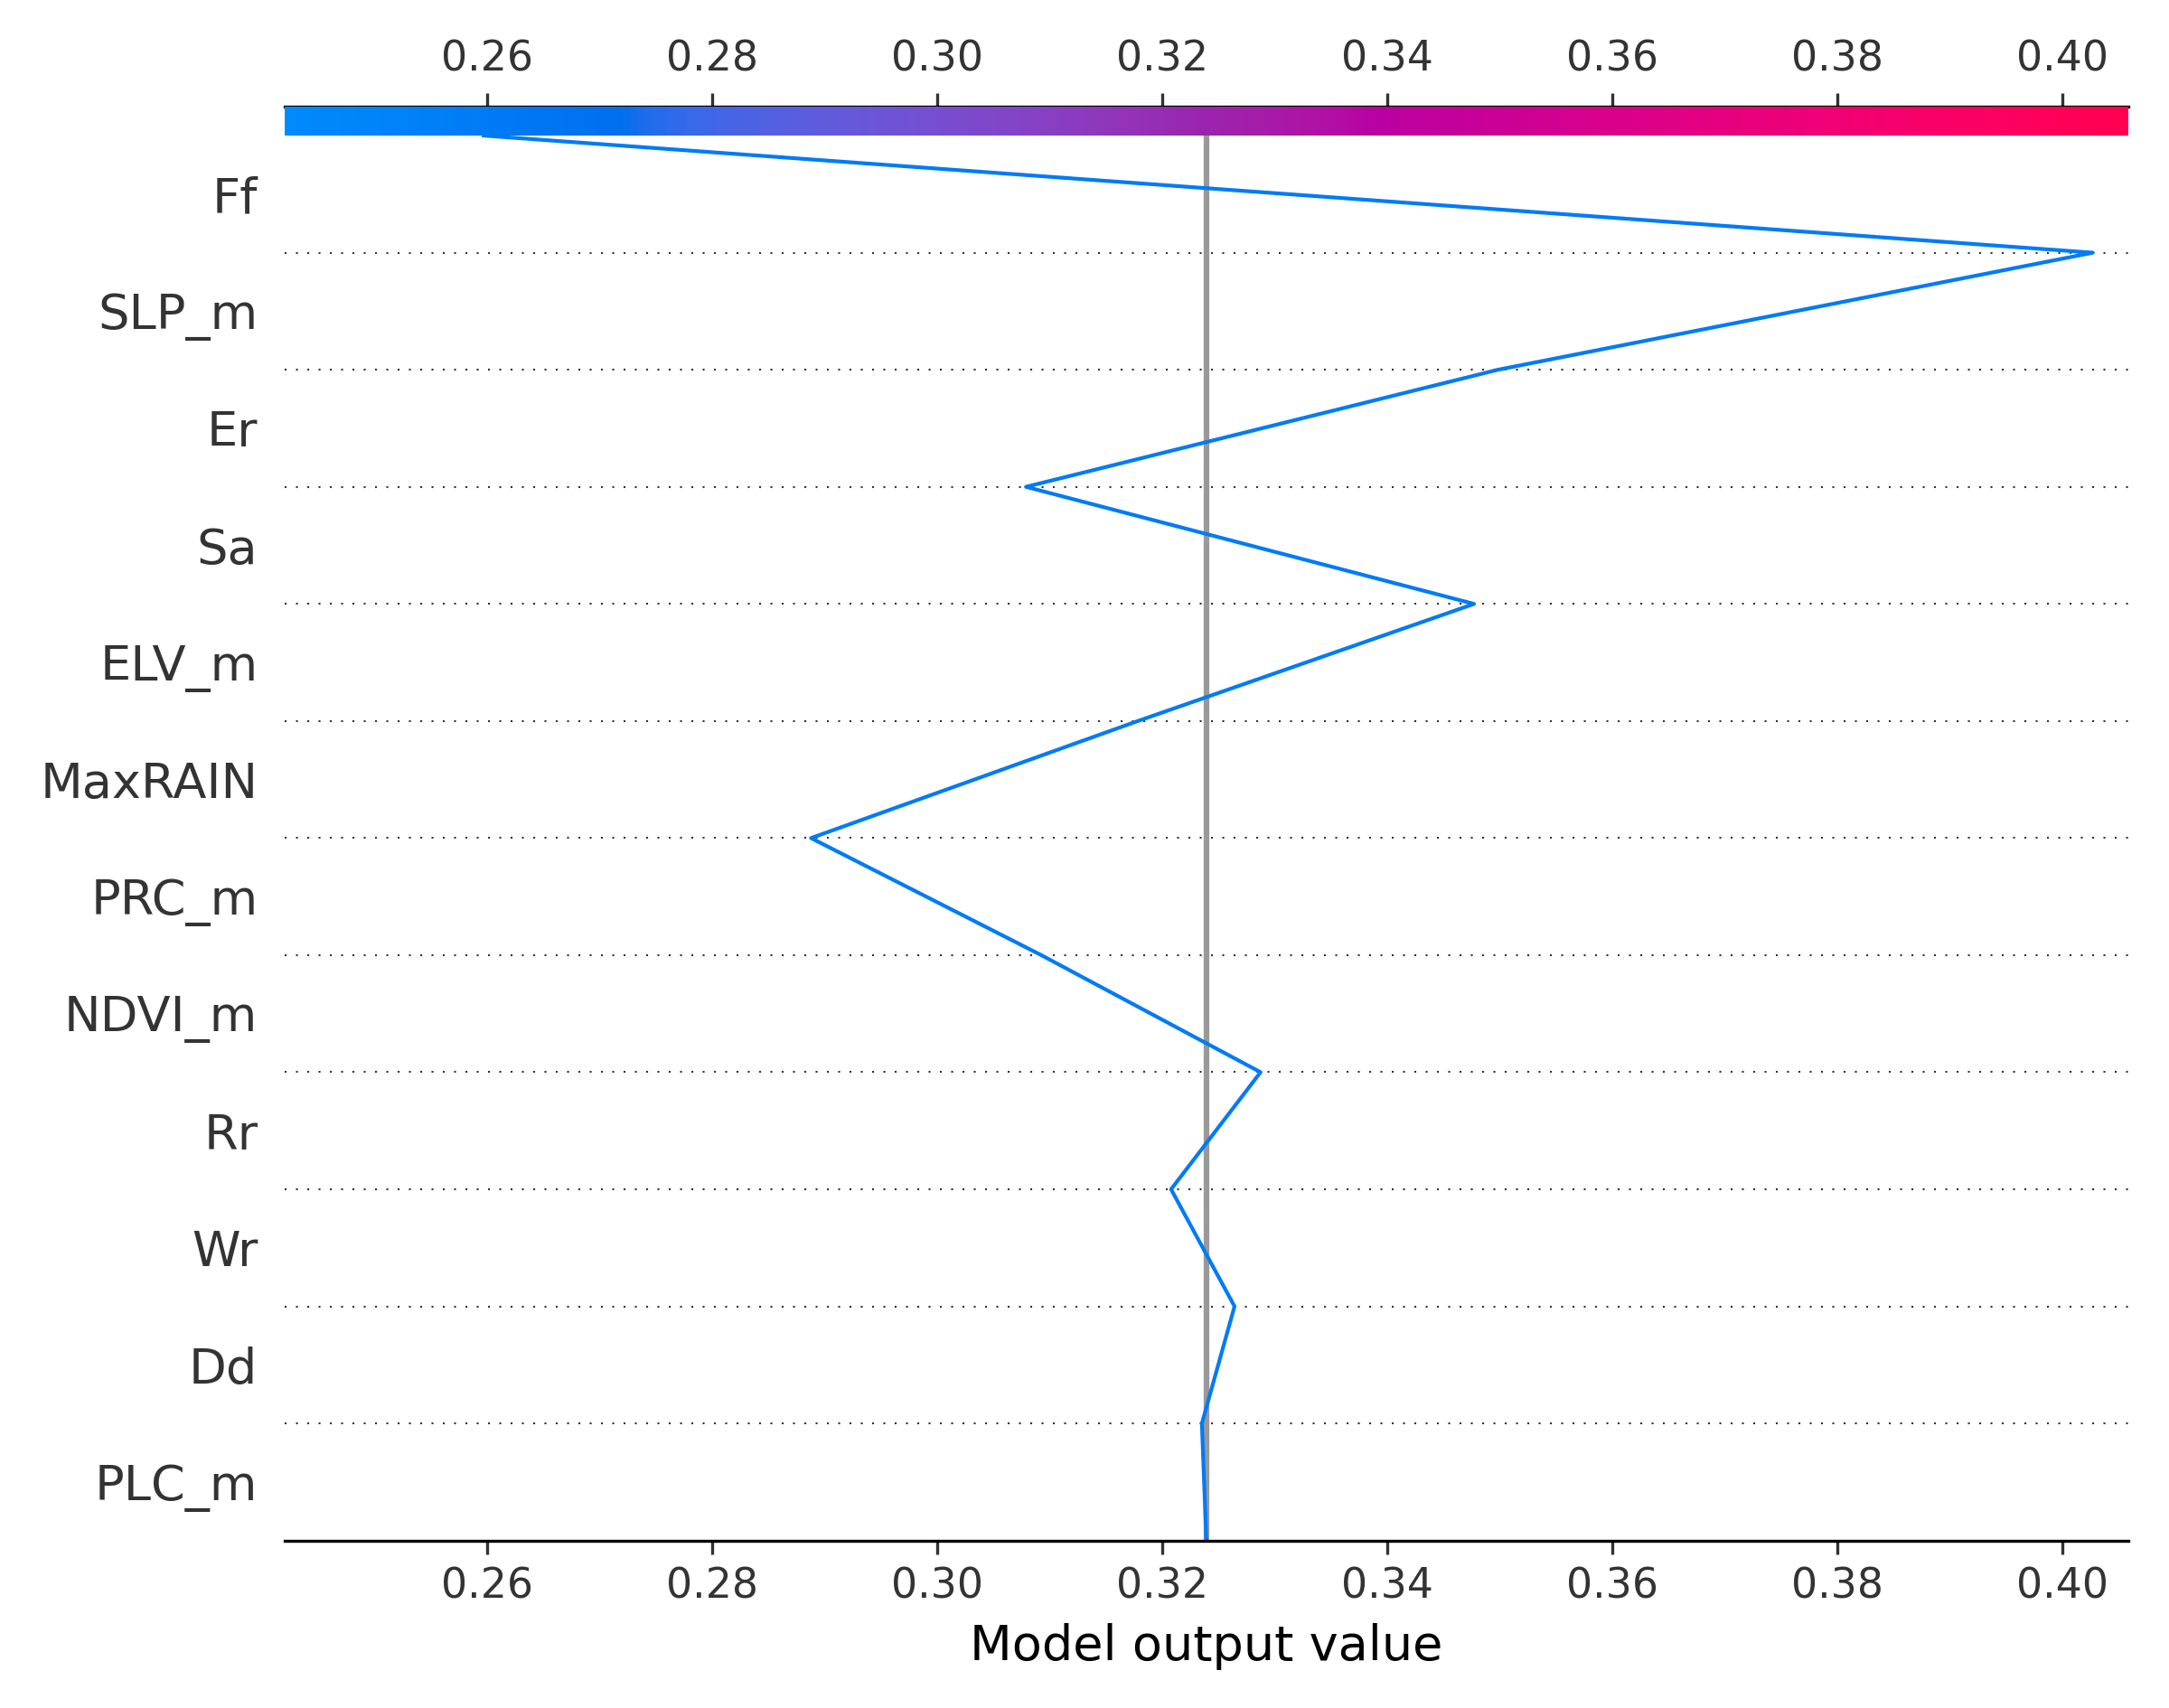 0.26 0.28 0.30 0.32 0.34 0.36 0.38 0.40
Ff
SLP_m
Er
Sa
ELV_m
MaxRAIN
PRC_m
NDVI_m
Rr
Wr
Dd
PLC_m
0.26 0.28 0.30 0.32 0.34 0.36 0.38 0.40
Model output value